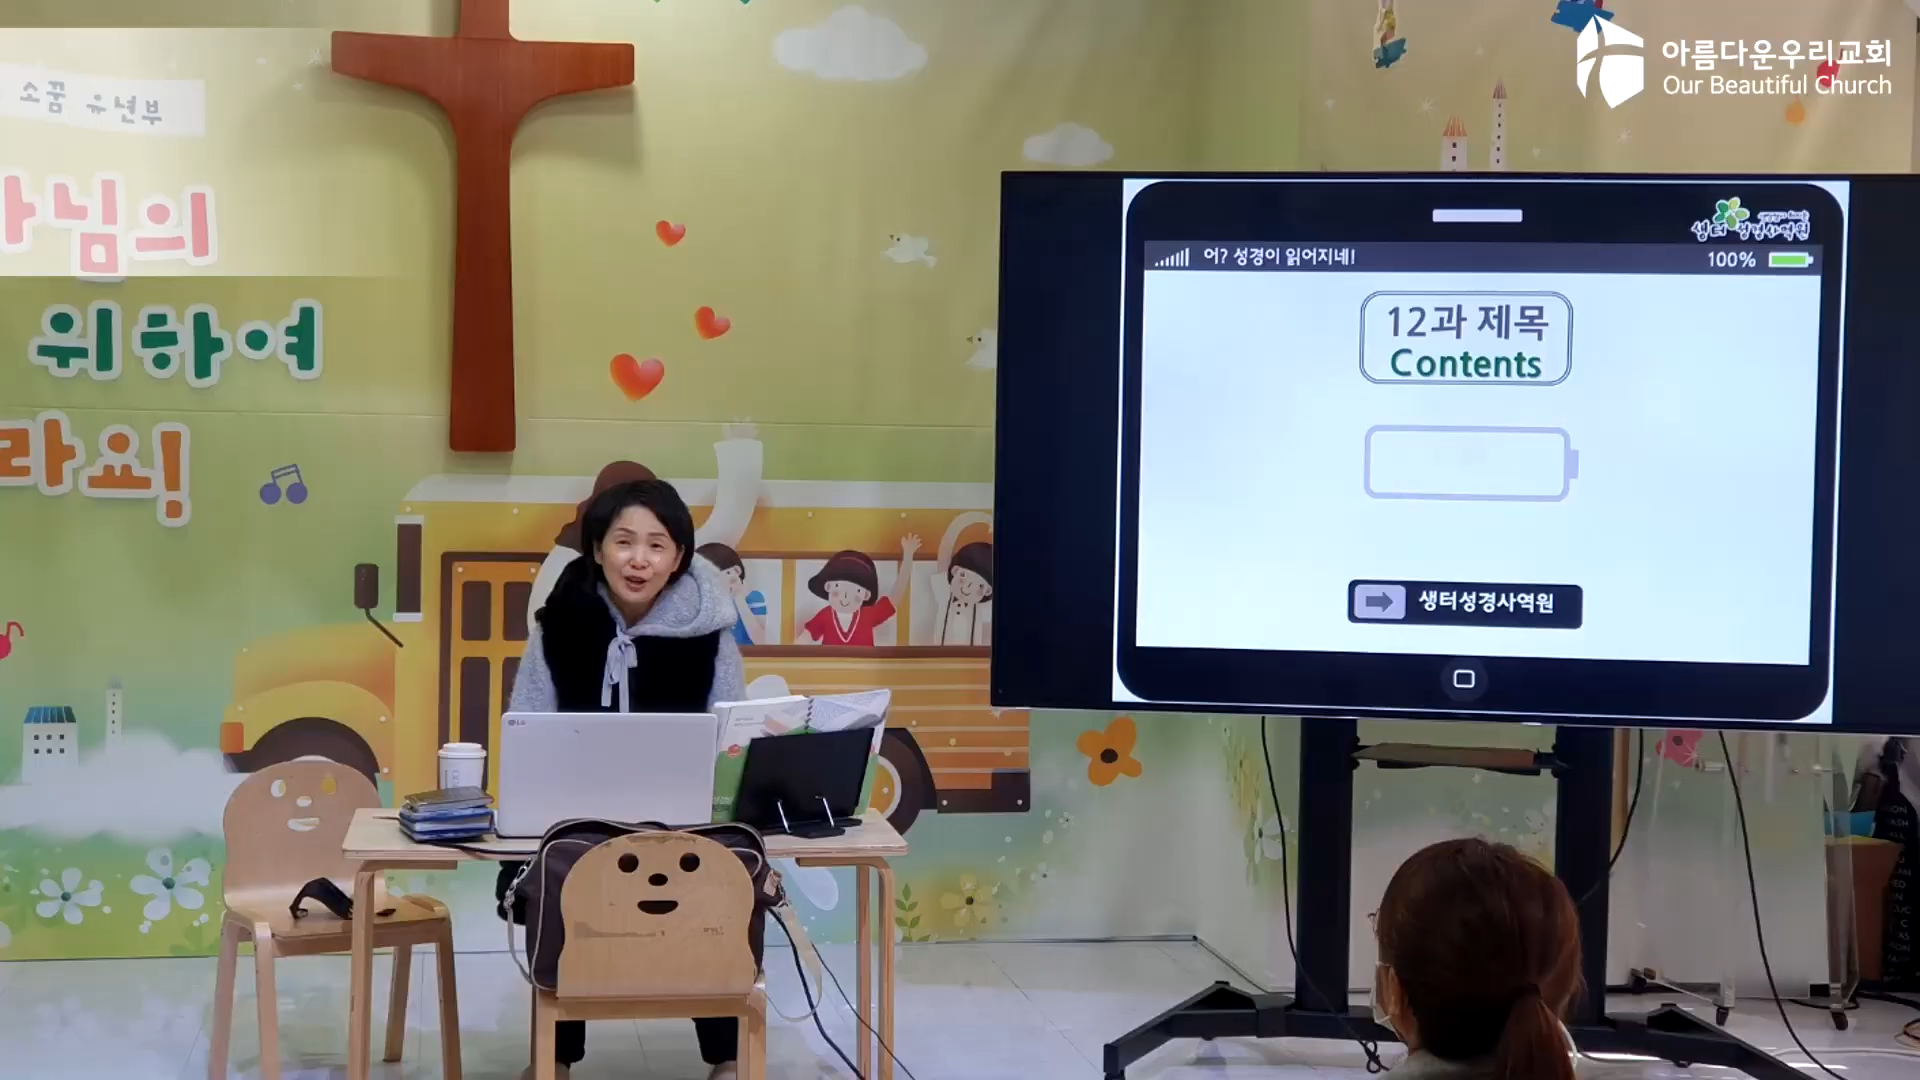 아름다운우리교회
Our Beautiful Church
소꿈 유년부
님의
위하여
라요!
생터성경사역원
어? 성경이 읽어지네!
100%
12과 제목
Contents
생터성경사역원
LG